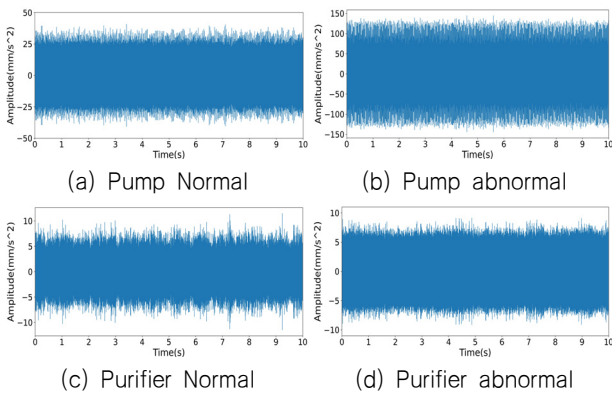 50
25
0
−25
−50
Amplitude(mm/s^2)
0 1 2 3 4 5 6 7 8 9 10
Time(s)
(a) Pump Normal
150
100
50
0
−50
−100
−150
Amplitude(mm/s^2)
0 1 2 3 4 5 6 7 8 9 10
Time(s)
(b) Pump abnormal
10
5
0
−5
−10
Amplitude(mm/s^2)
0 1 2 3 4 5 6 7 8 9 10
Time(s)
(c) Purifier Normal
10
5
0
−5
−10
Amplitude(mm/s^2)
0 1 2 3 4 5 6 7 8 9 10
Time(s)
(d) Purifier abnormal